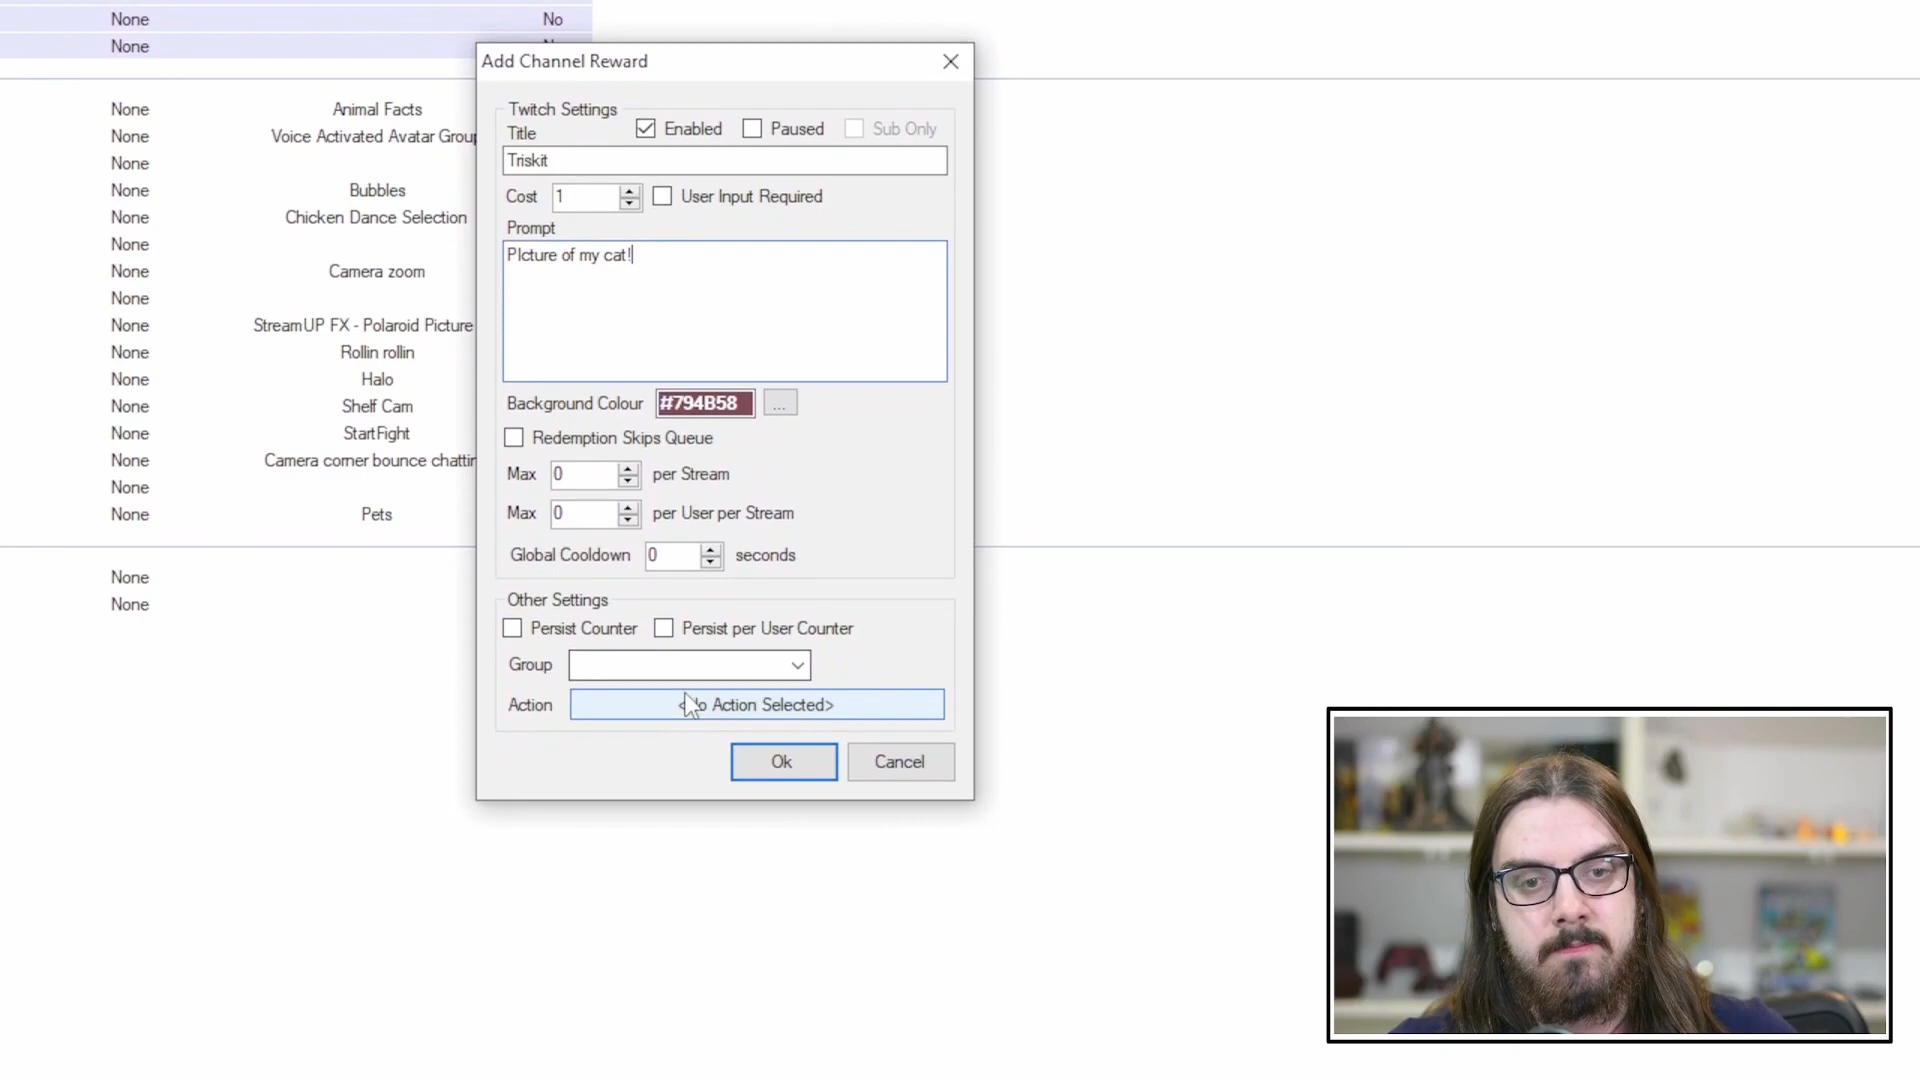 None No
None
None Animal Facts
None Voice Activated Avatar Group
None
None Bubbles
None Chicken Dance Selection
None
None Camera zoom
None
None StreamUP FX - Polaroid Picture
None Rollin rollin
None Halo
None Shelf Cam
None StartFight
None Camera corner bounce chattin
None
None Pets
None
None
Add Channel Reward
Twitch Settings
Title Enabled Paused Sub Only
Triskit
Cost 1 User Input Required
Prompt
PIcture of my cat!
Background Colour #794B58 ...
Redemption Skips Queue
Max 0 per Stream
Max 0 per User per Stream
Global Cooldown 0 seconds
Other Settings
Persist Counter Persist per User Counter
Group
Action Action Selected>
Ok Cancel